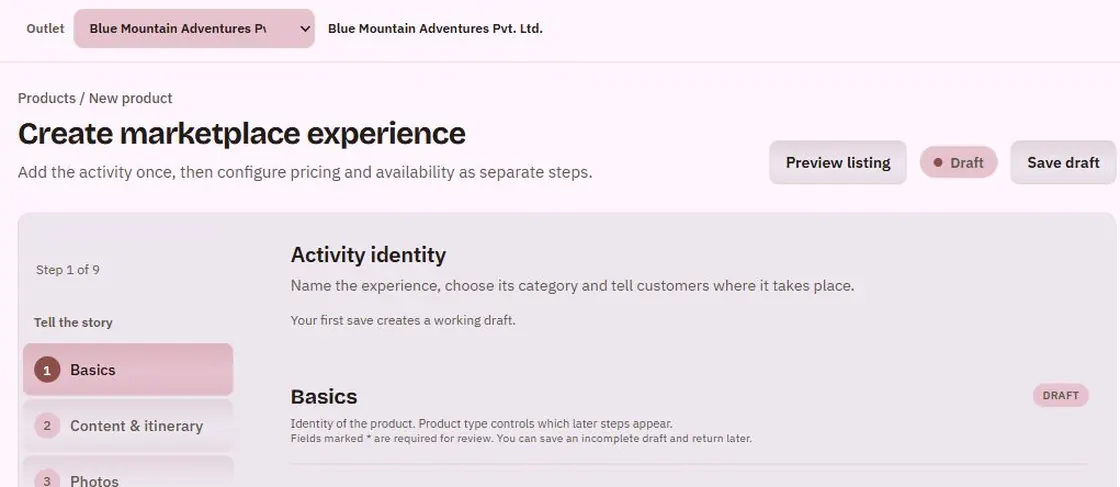 Outlet Blue Mountain Adventures Blue Mountain Adventures Pvt. Ltd.
Products / New product
Create marketplace experience
Add the activity once, then configure pricing and availability as separate steps.
Preview listing Draft Save draft
Step 1 of 9
Tell the story
1 Basics
2 Content & itinerary
3 Photos
Activity identity
Name the experience, choose its category and tell customers where it takes place.
Your first save creates a working draft.
Basics DRAFT
Identity of the product. Product type controls which later steps appear.
Fields marked * are required for review. You can save an incomplete draft and return later.